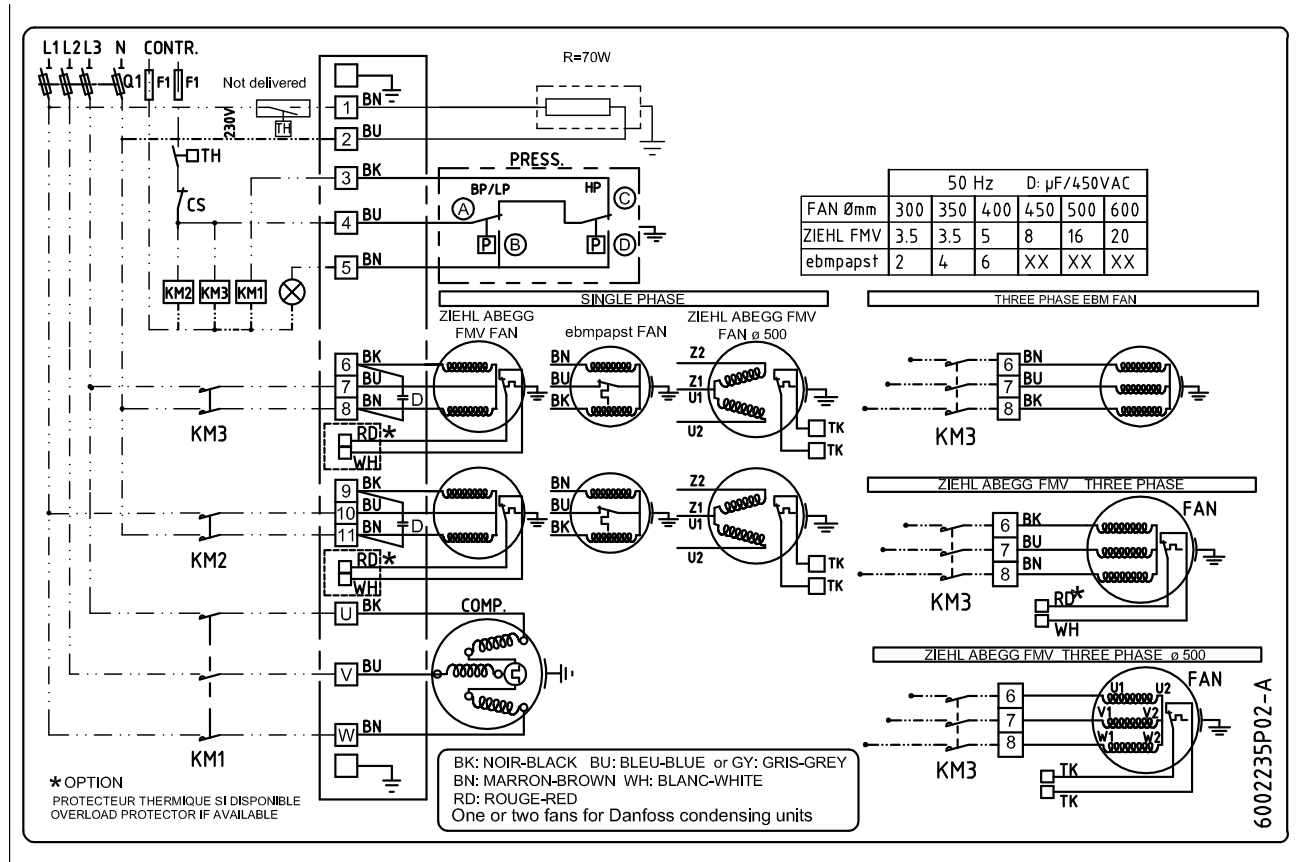 L1 L2 L3 N CONTR.
Q1 F1 F1 Not delivered
R=70W
230V
TH
TH
CS
KM2 KM3 KM1
1 BN
2 BU
3 BK
4 BU
5 BN
PRESS.
BP/LP HP
A C
P B P D
50 Hz D: µF/450VAC
FAN Ømm 300 350 400 450 500 600
ZIEHL FMV 3.5 3.5 5 8 16 20
ebmpapst 2 4 6 XX XX XX
SINGLE PHASE
ZIEHL ABEGG
FMV FAN
ebmpapst FAN
ZIEHL ABEGG FMV
FAN ø 500
6 BK
7 BU
8 BN
D
RD*
WH
KM3
BN
BU
BK
Z2
Z1
U1
U2
TK
TK
9 BK
10 BU
11 BN
D
RD*
WH
KM2
BN
BU
BK
Z2
Z1
U1
U2
TK
TK
U BK
V BU
W BN
COMP.
KM1
THREE PHASE EBM FAN
6 BN
7 BU
8 BK
KM3
ZIEHL ABEGG FMV THREE PHASE
FAN
6 BK
7 BU
8 BN
KM3
RD*
WH
ZIEHL ABEGG FMV THREE PHASE ø 500
FAN
6 U1 U2
7 V1 V2
8 W1 W2
KM3
TK
TK
* OPTION
PROTECTEUR THERMIQUE SI DISPONIBLE
OVERLOAD PROTECTOR IF AVAILABLE
BK: NOIR-BLACK BU: BLEU-BLUE or GY: GRIS-GREY
BN: MARRON-BROWN WH: BLANC-WHITE
RD: ROUGE-RED
One or two fans for Danfoss condensing units
6002235P02-A